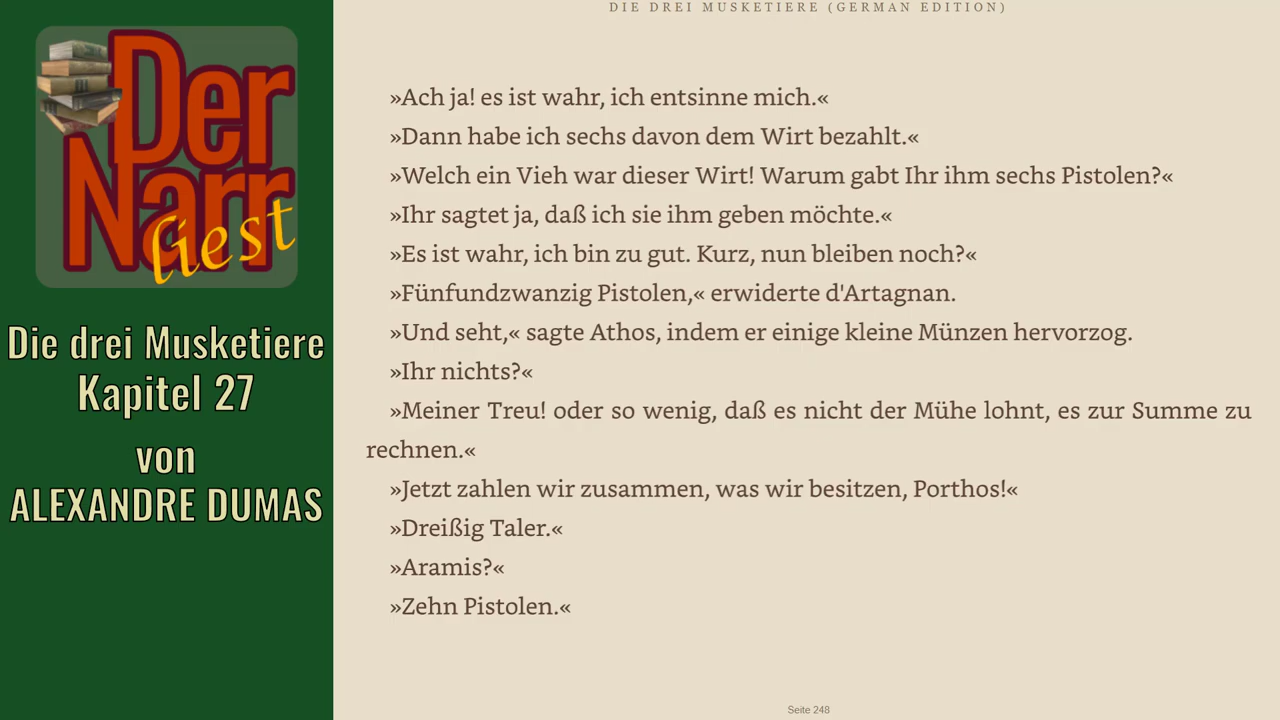 Der
Narr
liest
Die drei Musketiere
Kapitel 27
von
ALEXANDRE DUMAS
DIE DREI MUSKETIERE (GERMAN EDITION)
»Ach ja! es ist wahr, ich entsinne mich.«
»Dann habe ich sechs davon dem Wirt bezahlt.«
»Welch ein Vieh war dieser Wirt! Warum gabt Ihr ihm sechs Pistolen?«
»Ihr sagtet ja, daß ich sie ihm geben möchte.«
»Es ist wahr, ich bin zu gut. Kurz, nun bleiben noch?«
»Fünfundzwanzig Pistolen,« erwiderte d'Artagnan.
»Und seht,« sagte Athos, indem er einige kleine Münzen hervorzog.
»Ihr nichts?«
»Meiner Treu! oder so wenig, daß es nicht der Mühe lohnt, es zur Summe zu
rechnen.«
»Jetzt zahlen wir zusammen, was wir besitzen, Porthos!«
»Dreißig Taler.«
»Aramis?«
»Zehn Pistolen.«
Seite 248